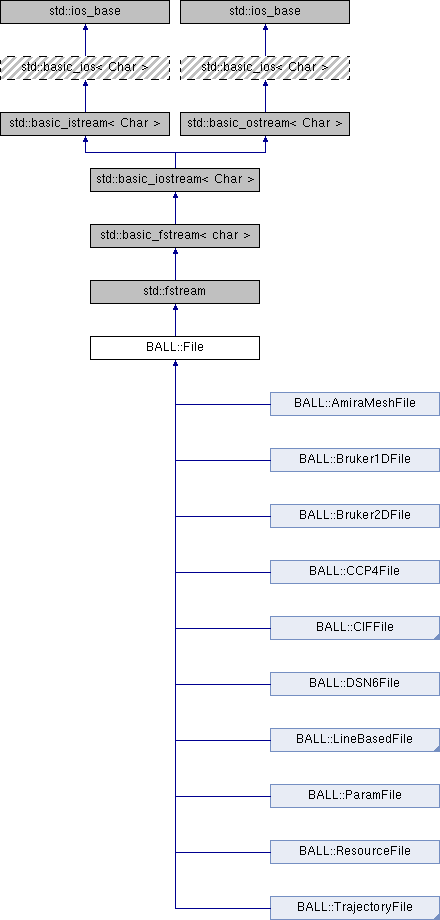 std::ios_base
std::ios_base
std::basic_ios< Char >
std::basic_ios< Char >
std::basic_istream< Char >
std::basic_ostream< Char >
std::basic_iostream< Char >
std::basic_fstream< char >
std::fstream
BALL::File
BALL::AmiraMeshFile
BALL::Bruker1DFile
BALL::Bruker2DFile
BALL::CCP4File
BALL::CIFFile
BALL::DSN6File
BALL::LineBasedFile
BALL::ParamFile
BALL::ResourceFile
BALL::TrajectoryFile